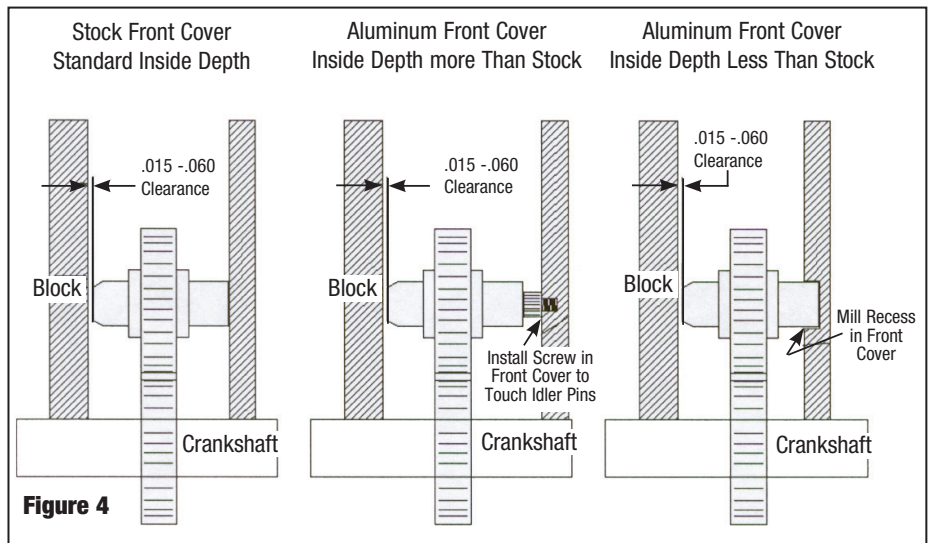 Stock Front Cover
Standard Inside Depth
.015 -.060
Clearance
Block
Crankshaft
Figure 4
Aluminum Front Cover
Inside Depth more Than Stock
.015 -.060
Clearance
Block
Install Screw in
Front Cover to
Touch Idler Pins
Crankshaft
Aluminum Front Cover
Inside Depth Less Than Stock
.015 -.060
Clearance
Block
Mill Recess
in Front
Cover
Crankshaft